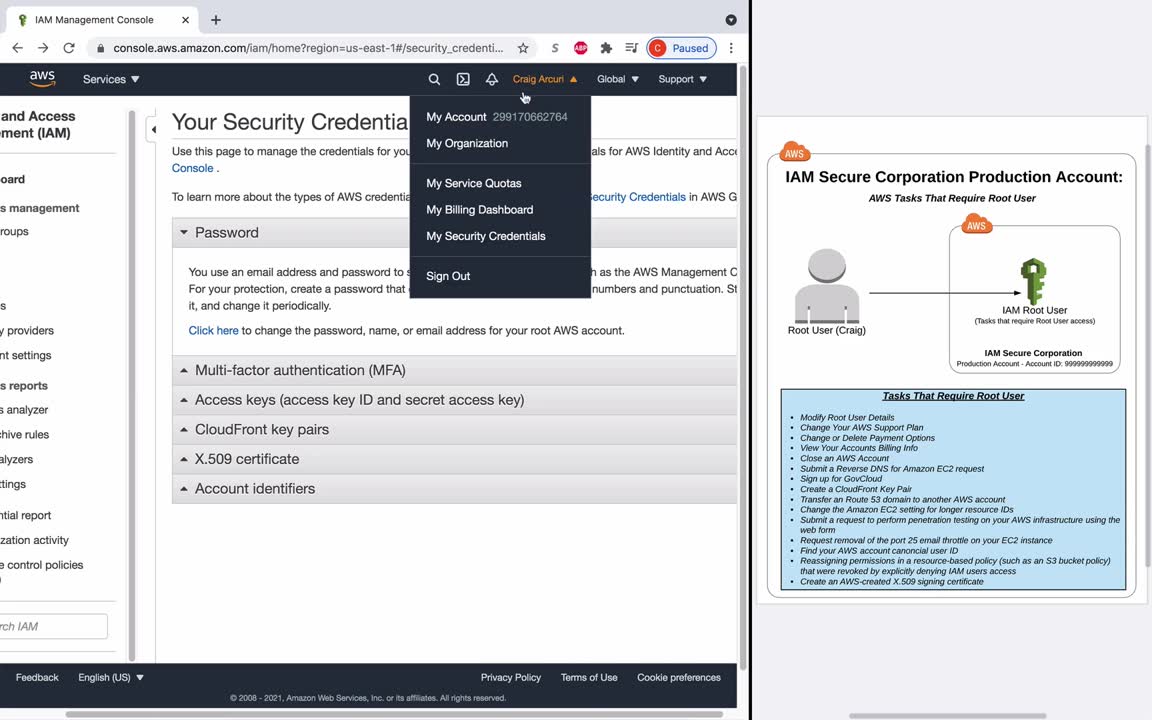 IAM Management Console
console.aws.amazon.com/iam/home?region=us-east-1#/security_credenti...
S
ABP
C
Paused
aws
Services
Craig Arcuri
Global
Support
My Account 299170662764
My Organization
My Service Quotas
My Billing Dashboard
My Security Credentials
Sign Out
and Access
ement (IAM)
oard
s management
roups
s
y providers
nt settings
s reports
s analyzer
chive rules
alyzers
ttings
ntial report
zation activity
e control policies
)
rch IAM
Your Security Credentia
Use this page to manage the credentials for you
als for AWS Identity and Acce
Console .
To learn more about the types of AWS credentia
Security Credentials in AWS G
Password
You use an email address and password to s
h as the AWS Management C
For your protection, create a password that
numbers and punctuation. St
it, and change it periodically.
Click here to change the password, name, or email address for your root AWS account.
Multi-factor authentication (MFA)
Access keys (access key ID and secret access key)
CloudFront key pairs
X.509 certificate
Account identifiers
Feedback
English (US)
Privacy Policy
Terms of Use
Cookie preferences
© 2008 - 2021, Amazon Web Services, Inc. or its affiliates. All rights reserved.
AWS
IAM Secure Corporation Production Account:
AWS Tasks That Require Root User
AWS
Root User (Craig)
IAM Root User
(Tasks that require Root User access)
IAM Secure Corporation
Production Account - Account ID: 999999999999
Tasks That Require Root User
• Modify Root User Details
• Change Your AWS Support Plan
• Change or Delete Payment Options
• View Your Accounts Billing Info
• Close an AWS Account
• Submit a Reverse DNS for Amazon EC2 request
• Sign up for GovCloud
• Create a CloudFront Key Pair
• Transfer an Route 53 domain to another AWS account
• Change the Amazon EC2 setting for longer resource IDs
• Submit a request to perform penetration testing on your AWS infrastructure using the
web form
• Request removal of the port 25 email throttle on your EC2 instance
• Find your AWS account canoncial user ID
• Reassigning permissions in a resource-based policy (such as an S3 bucket policy)
that were revoked by explicitly denying IAM users access
• Create an AWS-created X.509 signing certificate